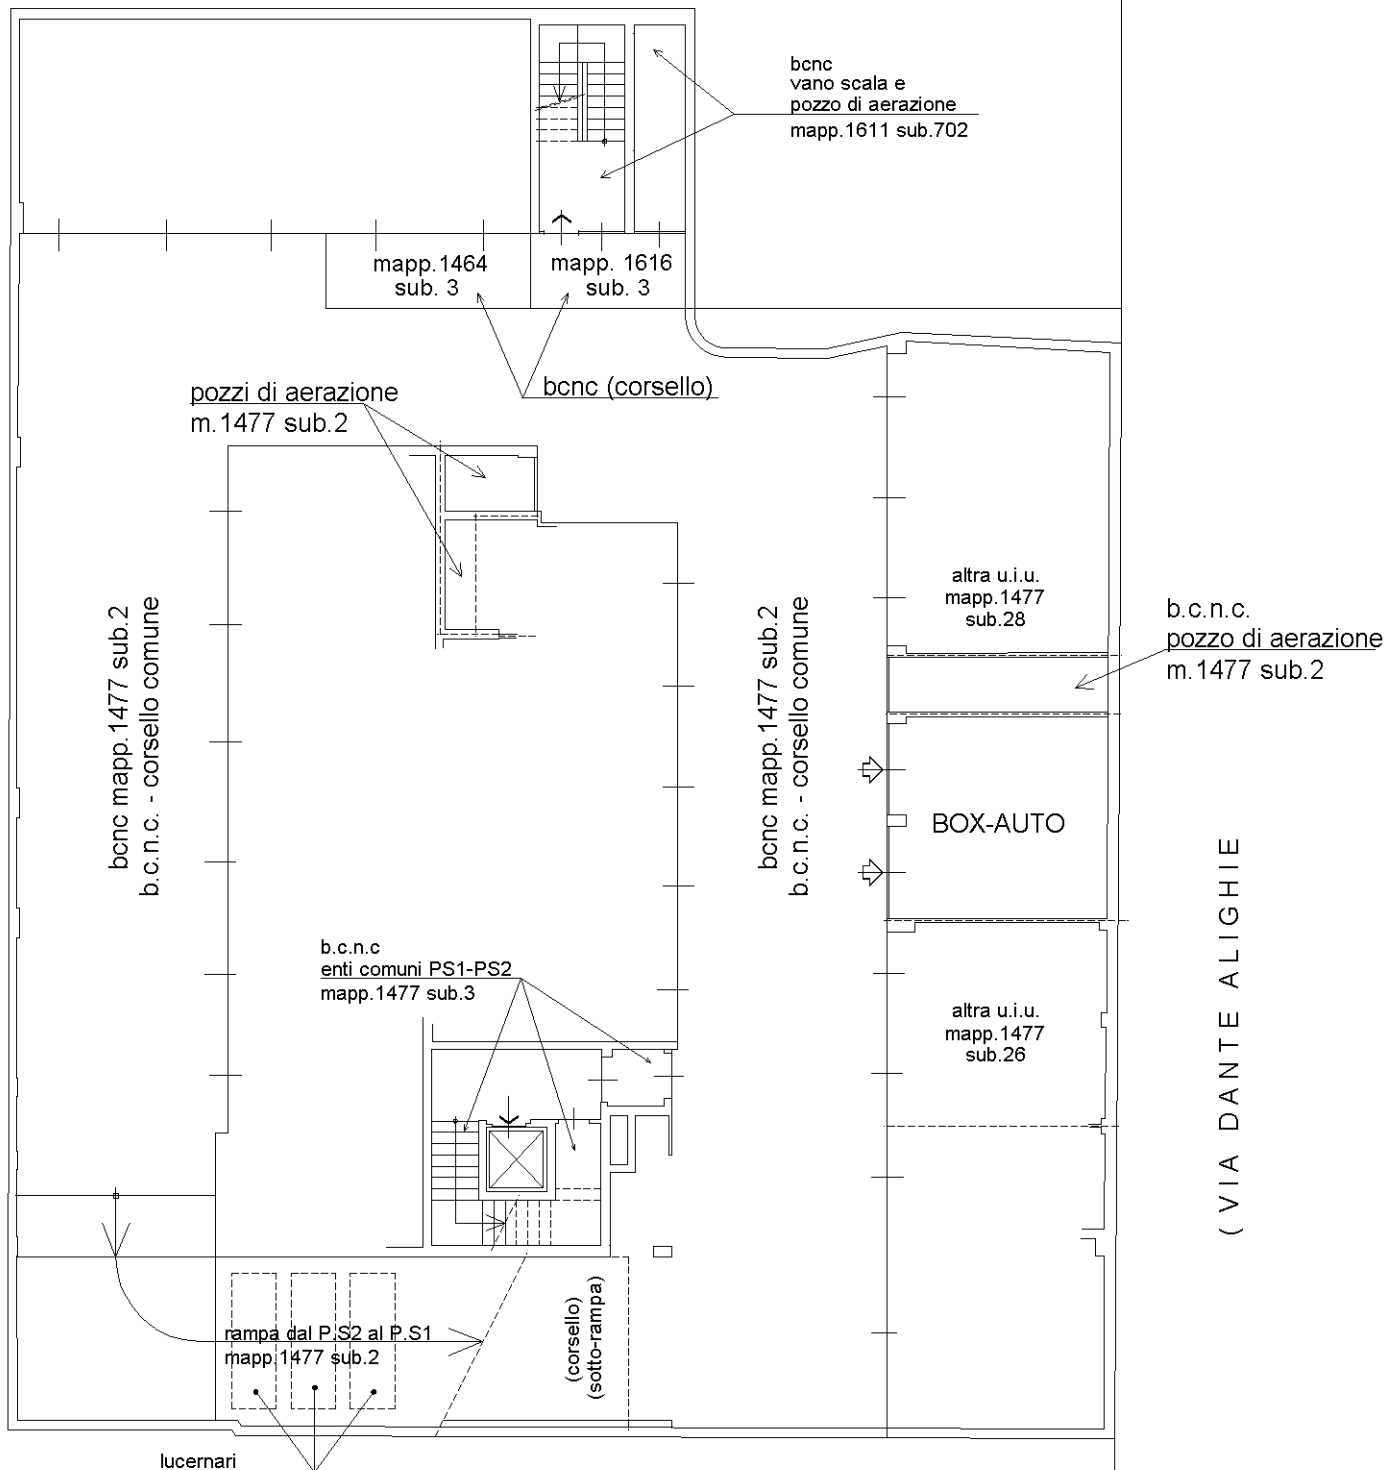 bcnc
vano scala e
pozzo di aerazione
mapp.1611 sub.702
mapp.1464
sub. 3
mapp. 1616
sub. 3
bcnc (corsello)
pozzi di aerazione
m.1477 sub.2
altra u.i.u.
mapp.1477
sub.28
b.c.n.c.
pozzo di aerazione
m.1477 sub.2
bcnc mapp.1477 sub.2
b.c.n.c. - corsello comune
bcnc mapp.1477 sub.2
b.c.n.c. - corsello comune
BOX-AUTO
b.c.n.c
enti comuni PS1-PS2
mapp.1477 sub.3
altra u.i.u.
mapp.1477
sub.26
( VIA DANTE ALIGHIE
(corsello)
(sotto-rampa)
rampa dal P.S2 al P.S1
mapp.1477 sub.2
lucernari